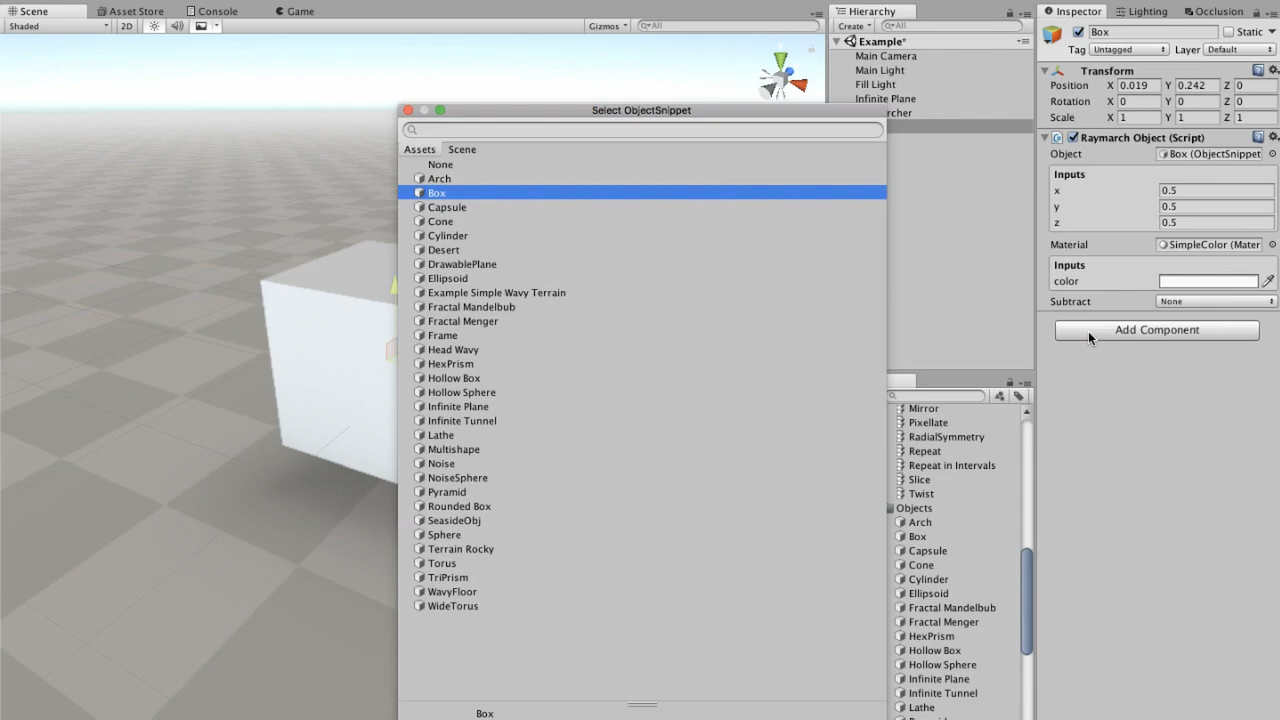 Scene
Asset Store
Console
Game
Shaded
2D
Gizmos
All
Hierarchy
Create
All
Example*
Main Camera
Main Light
Fill Light
Infinite Plane
rcher
Select ObjectSnippet
Assets
Scene
None
Arch
Box
Capsule
Cone
Cylinder
Desert
DrawablePlane
Ellipsoid
Example Simple Wavy Terrain
Fractal Mandelbub
Fractal Menger
Frame
Head Wavy
HexPrism
Hollow Box
Hollow Sphere
Infinite Plane
Infinite Tunnel
Lathe
Multishape
Noise
NoiseSphere
Pyramid
Rounded Box
SeasideObj
Sphere
Terrain Rocky
Torus
TriPrism
WavyFloor
WideTorus
Box
Mirror
Pixellate
RadialSymmetry
Repeat
Repeat in Intervals
Slice
Twist
Objects
Arch
Box
Capsule
Cone
Cylinder
Ellipsoid
Fractal Mandelbub
Fractal Menger
HexPrism
Hollow Box
Hollow Sphere
Infinite Plane
Infinite Tunnel
Lathe
Inspector
Lighting
Occlusion
Box
Static
Tag Untagged Layer Default
Transform
Position X 0.019 Y 0.242 Z 0
Rotation X 0 Y 0 Z 0
Scale X 1 Y 1 Z 1
Raymarch Object (Script)
Object Box (ObjectSnippet
Inputs
x 0.5
y 0.5
z 0.5
Material SimpleColor (Mater
Inputs
color
Subtract None
Add Component